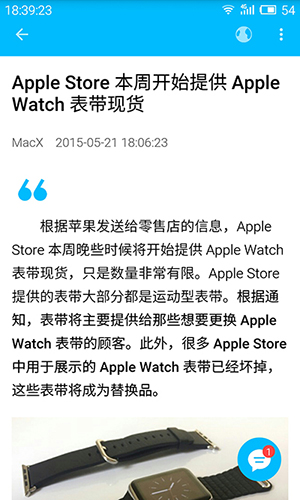 18:39:23
54
Apple Store 本周开始提供 Apple
Watch 表带现货
MacX 2015-05-21 18:06:23
根据苹果发送给零售店的信息，Apple
Store 本周晚些时候将开始提供 Apple Watch
表带现货，只是数量非常有限。Apple Store
提供的表带大部分都是运动型表带。根据通
知，表带将主要提供给那些想要更换 Apple
Watch 表带的顾客。此外，很多 Apple Store
中用于展示的 Apple Watch 表带已经坏掉，
这些表带将成为替换品。
1